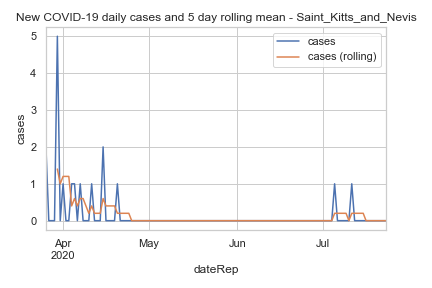 New COVID-19 daily cases and 5 day rolling mean - Saint_Kitts_and_Nevis
cases
cases (rolling)
5
4
3
2
1
0
cases
Apr
2020
May
Jun
Jul
dateRep